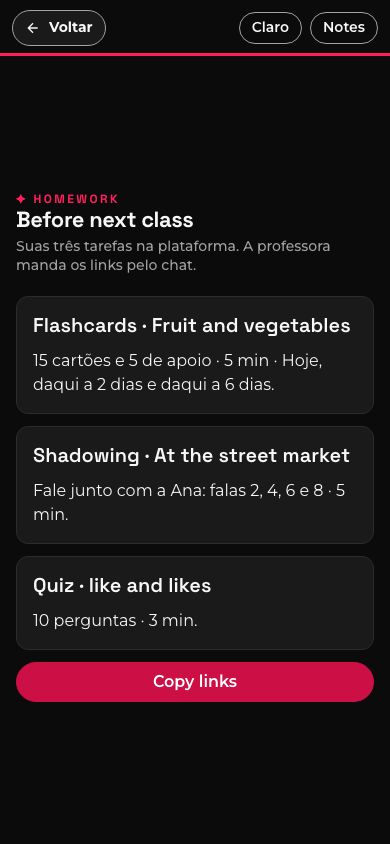 ← Voltar
Claro
Notes
✦ HOMEWORK
Before next class
Suas três tarefas na plataforma. A professora
manda os links pelo chat.
Flashcards · Fruit and vegetables
15 cartões e 5 de apoio · 5 min · Hoje,
daqui a 2 dias e daqui a 6 dias.
Shadowing · At the street market
Fale junto com a Ana: falas 2, 4, 6 e 8 · 5
min.
Quiz · like and likes
10 perguntas · 3 min.
Copy links